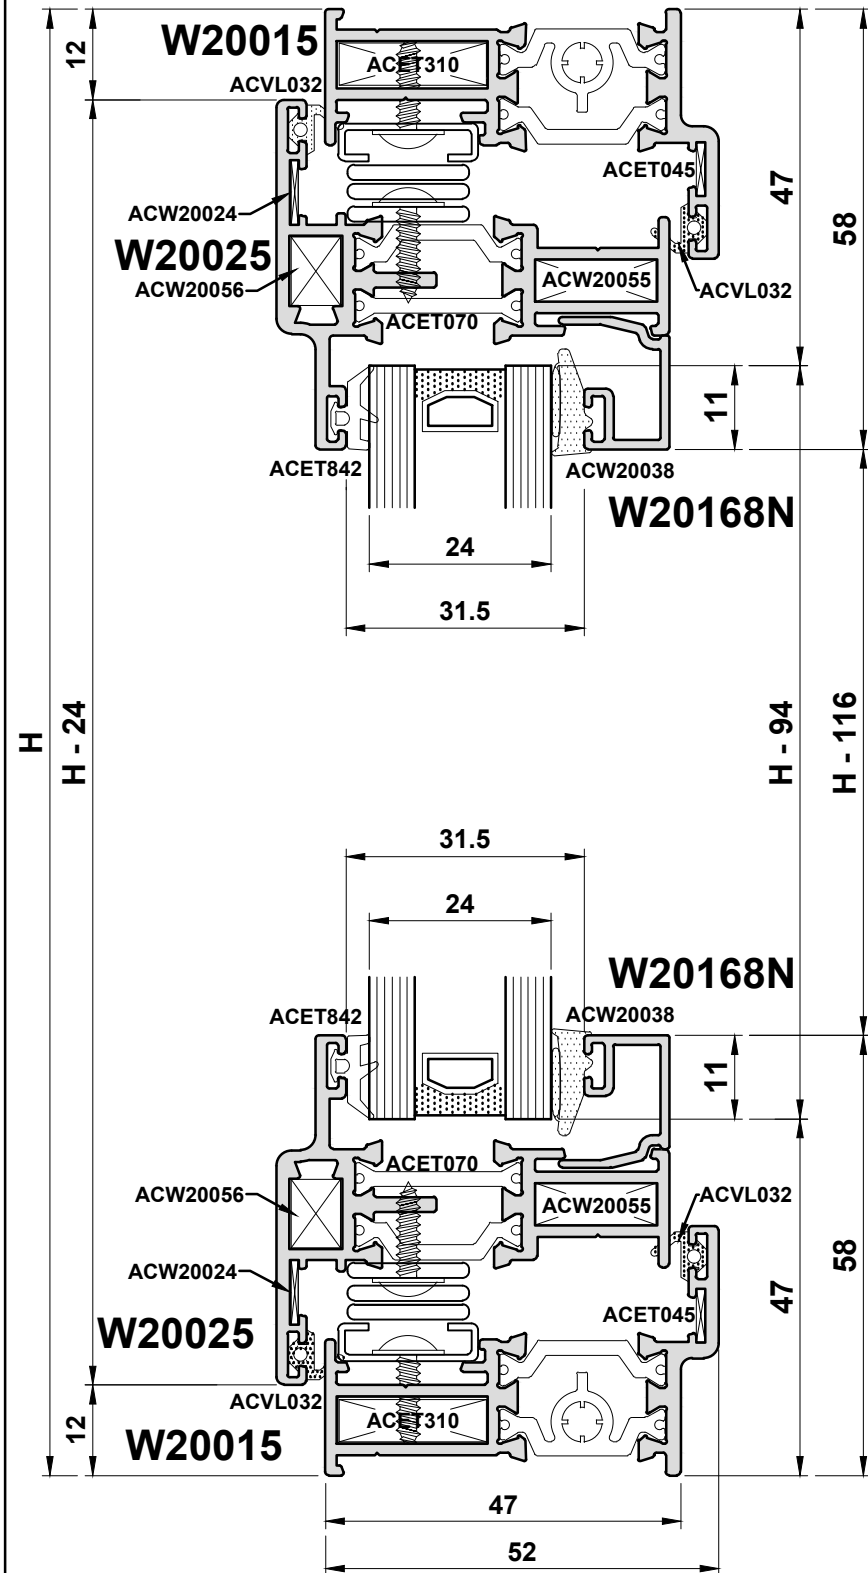 12
W20015
ACET310
ACVL032
47
58
ACET045
ACW20024
W20025
ACW20056
ACW20055
ACVL032
ACET070
11
ACET842
ACW20038
W20168N
24
31.5
H
H - 24
H - 94
H - 116
31.5
24
W20168N
ACET842
ACW20038
11
ACET070
ACW20056
ACW20055
ACVL032
ACW20024
ACET045
47
58
W20025
ACVL032
12
ACET310
W20015
47
52